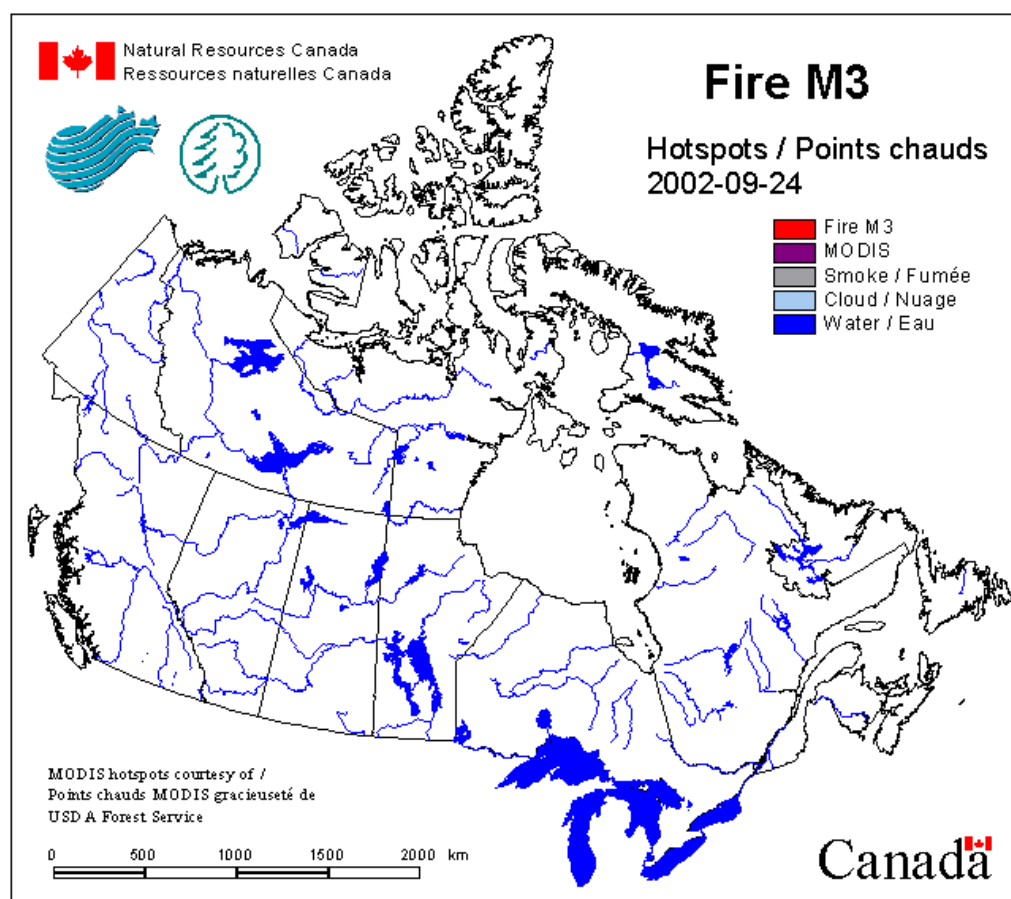 Natural Resources Canada
Ressources naturelles Canada
Fire M3
Hotspots / Points chauds
2002-09-24
Fire M3
MODIS
Smoke / Fumée
Cloud / Nuage
Water / Eau
MODIS hotspots courtesy of /
Points chauds MODIS gracieuseté de
USDA Forest Service
0 500 1000 1500 2000 km
Canada